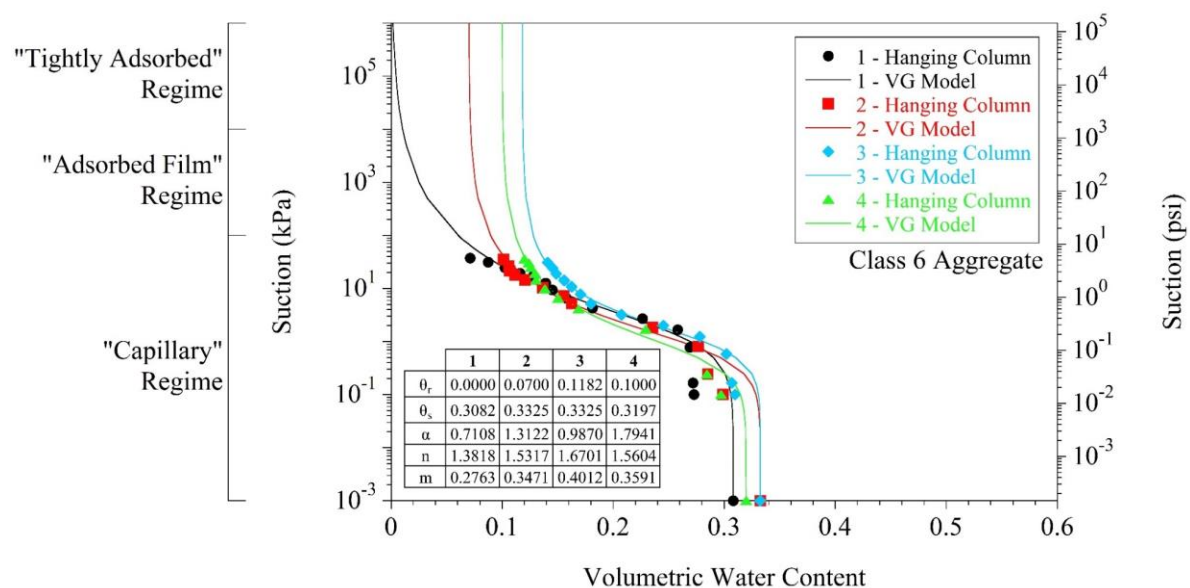 "Tightly Adsorbed"
Regime
"Adsorbed Film"
Regime
"Capillary"
Regime
Suction (kPa)
10^5
10^3
10^1
10^-1
10^-3
1 - Hanging Column
1 - VG Model
2 - Hanging Column
2 - VG Model
3 - Hanging Column
3 - VG Model
4 - Hanging Column
4 - VG Model
Class 6 Aggregate
1 2 3 4
θr 0.0000 0.0700 0.1182 0.1000
θs 0.3082 0.3325 0.3325 0.3197
α 0.7108 1.3122 0.9870 1.7941
n 1.3818 1.5317 1.6701 1.5604
m 0.2763 0.3471 0.4012 0.3591
10^5
10^4
10^3
10^2
10^1
10^0
10^-1
10^-2
10^-3
Suction (psi)
0 0.1 0.2 0.3 0.4 0.5 0.6
Volumetric Water Content